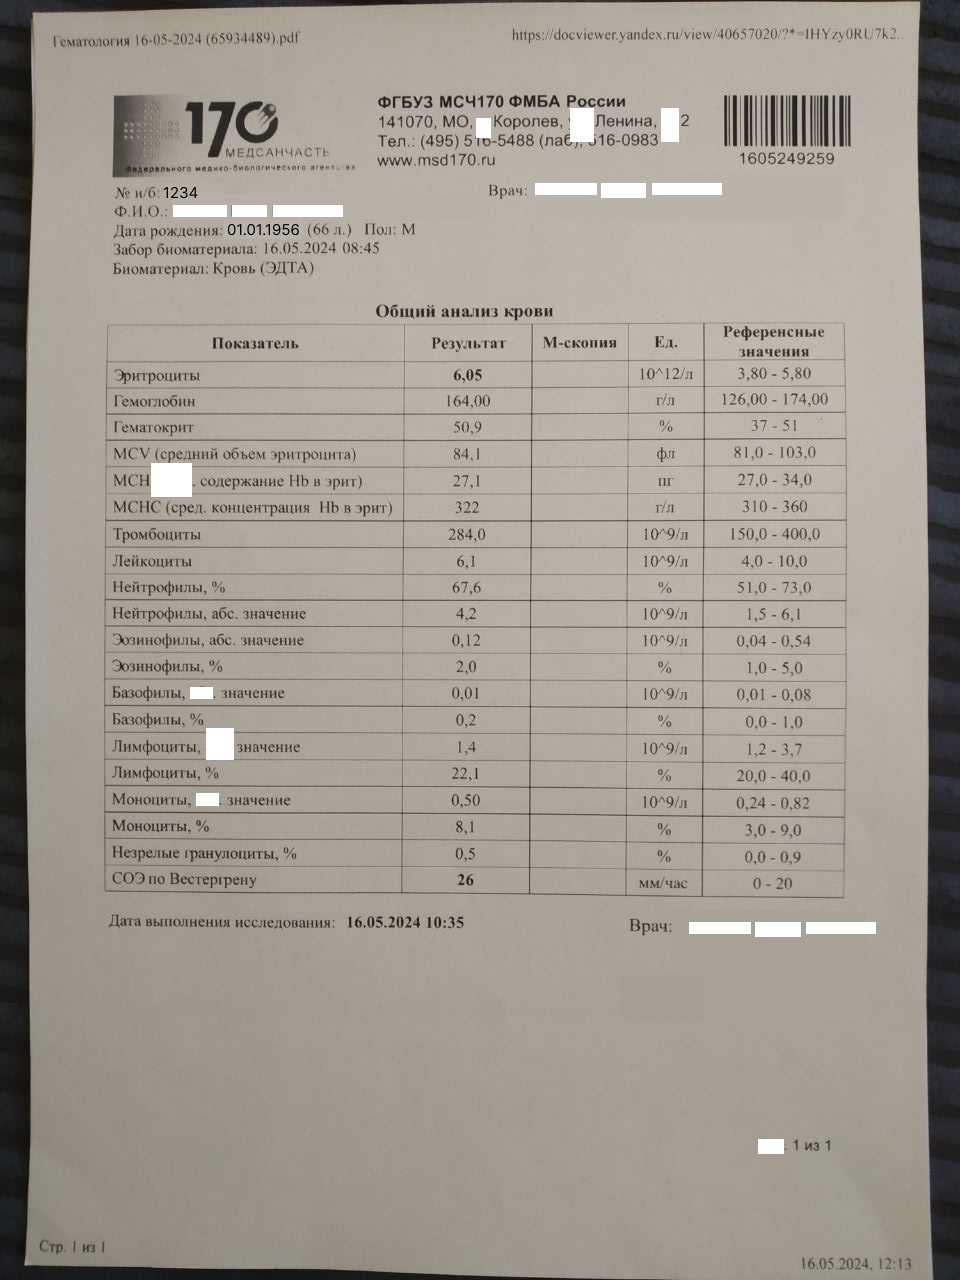 Гематология 16-05-2024 (65934489).pdf
https://docviewer.yandex.ru/view/40657020/?*=IHYzy0RU7k2..
170
МЕДСАНЧАСТЬ
Федерального медико-биологического агентства
ФГБУЗ МСЧ170 ФМБА России
141070, МО, Королев, Ленина, 2
Тел.: (495) 516-5488 (лаб), 516-0983
www.msd170.ru
1605249259
№ и/б: 1234
Врач:
Ф.И.О.:
Дата рождения: 01.01.1956 (66 л.) Пол: М
Забор биоматериала: 16.05.2024 08:45
Биоматериал: Кровь (ЭДТА)
Общий анализ крови
Показатель Результат М-скопия Ед. Референсные значения
Эритроциты 6,05 10^12/л 3,80 - 5,80
Гемоглобин 164,00 г/л 126,00 - 174,00
Гематокрит 50,9 % 37 - 51
MCV (средний объем эритроцита) 84,1 фл 81,0 - 103,0
МСН . содержание Hb в эрит) 27,1 пг 27,0 - 34,0
МСНС (сред. концентрация Hb в эрит) 322 г/л 310 - 360
Тромбоциты 284,0 10^9/л 150,0 - 400,0
Лейкоциты 6,1 10^9/л 4,0 - 10,0
Нейтрофилы, % 67,6 % 51,0 - 73,0
Нейтрофилы, абс. значение 4,2 10^9/л 1,5 - 6,1
Эозинофилы, абс. значение 0,12 10^9/л 0,04 - 0,54
Эозинофилы, % 2,0 % 1,0 - 5,0
Базофилы, . значение 0,01 10^9/л 0,01 - 0,08
Базофилы, % 0,2 % 0,0 - 1,0
Лимфоциты, значение 1,4 10^9/л 1,2 - 3,7
Лимфоциты, % 22,1 % 20,0 - 40,0
Моноциты, . значение 0,50 10^9/л 0,24 - 0,82
Моноциты, % 8,1 % 3,0 - 9,0
Незрелые гранулоциты, % 0,5 % 0,0 - 0,9
СОЭ по Вестергрену 26 мм/час 0 - 20
Дата выполнения исследования: 16.05.2024 10:35
Врач:
. 1 из 1
Стр. 1 из 1
16.05.2024, 12:13